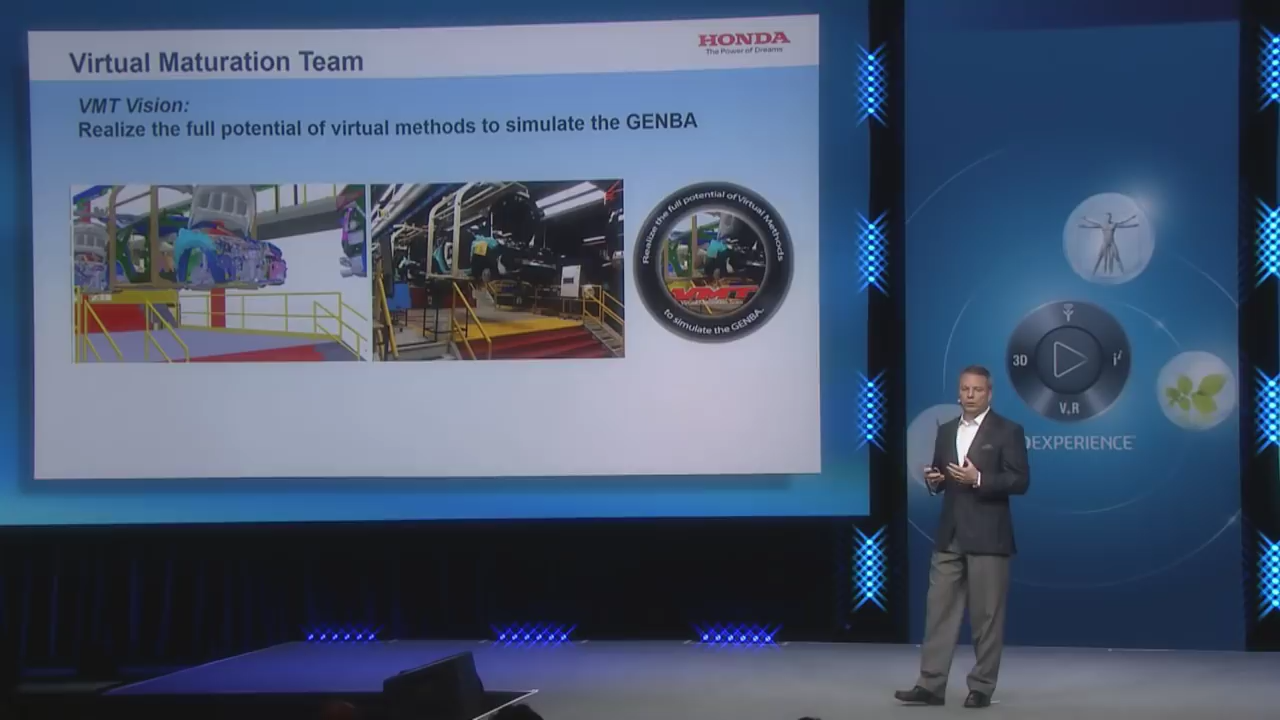 Virtual Maturation Team
HONDA
The Power of Dreams
VMT Vision:
Realize the full potential of virtual methods to simulate the GENBA
Realize the full potential of Virtual Methods
VMT
to simulate the GENBA.
3D
V,R
DEXPERIENCE